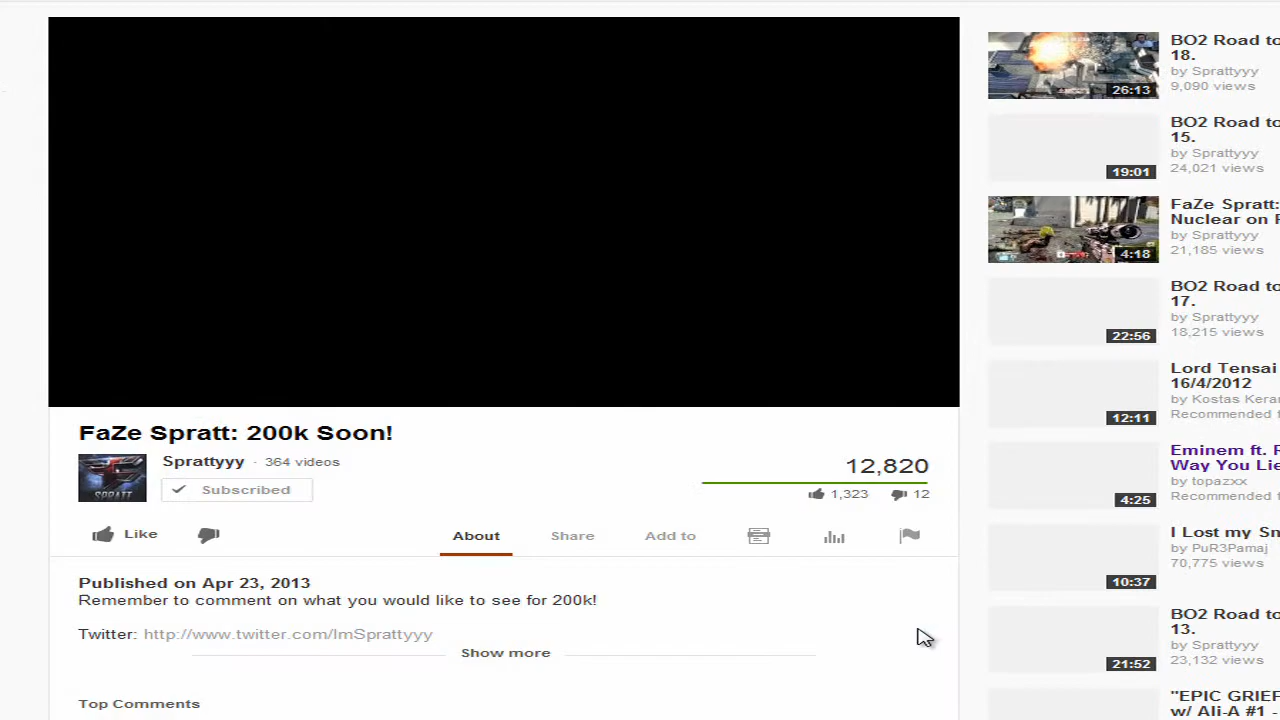 FaZe Spratt: 200k Soon!
SPRATT
Sprattyyy · 364 videos
Subscribed
12,820
1,323 12
Like
About Share Add to
Published on Apr 23, 2013
Remember to comment on what you would like to see for 200k!
Twitter: http://www.twitter.com/ImSprattyyy
Show more
Top Comments
26:13
BO2 Road to
18.
by Sprattyyy
9,090 views
19:01
BO2 Road to
15.
by Sprattyyy
24,021 views
4:18
FaZe Spratt:
Nuclear on
by Sprattyyy
21,185 views
22:56
BO2 Road to
17.
by Sprattyyy
18,215 views
12:11
Lord Tensai
16/4/2012
by Kostas
Recommended
4:25
Eminem ft.
Way You Lie
by topazxx
Recommended
10:37
I Lost my
by PuR3Pamaj
70,775 views
21:52
BO2 Road to
13.
by Sprattyyy
23,132 views
"EPIC
w/ Ali-A #1 -